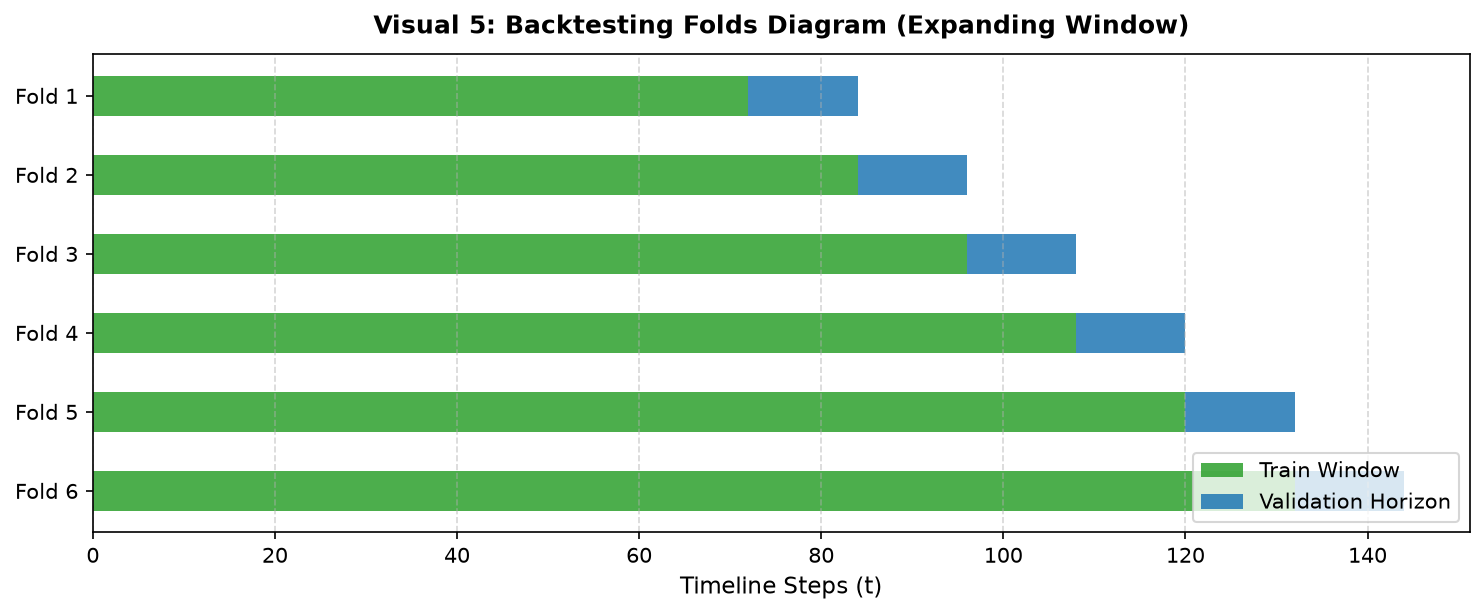 Visual 5: Backtesting Folds Diagram (Expanding Window)
Fold 1
Fold 2
Fold 3
Fold 4
Fold 5
Fold 6
Train Window
Validation Horizon
0 20 40 60 80 100 120 140
Timeline Steps (t)